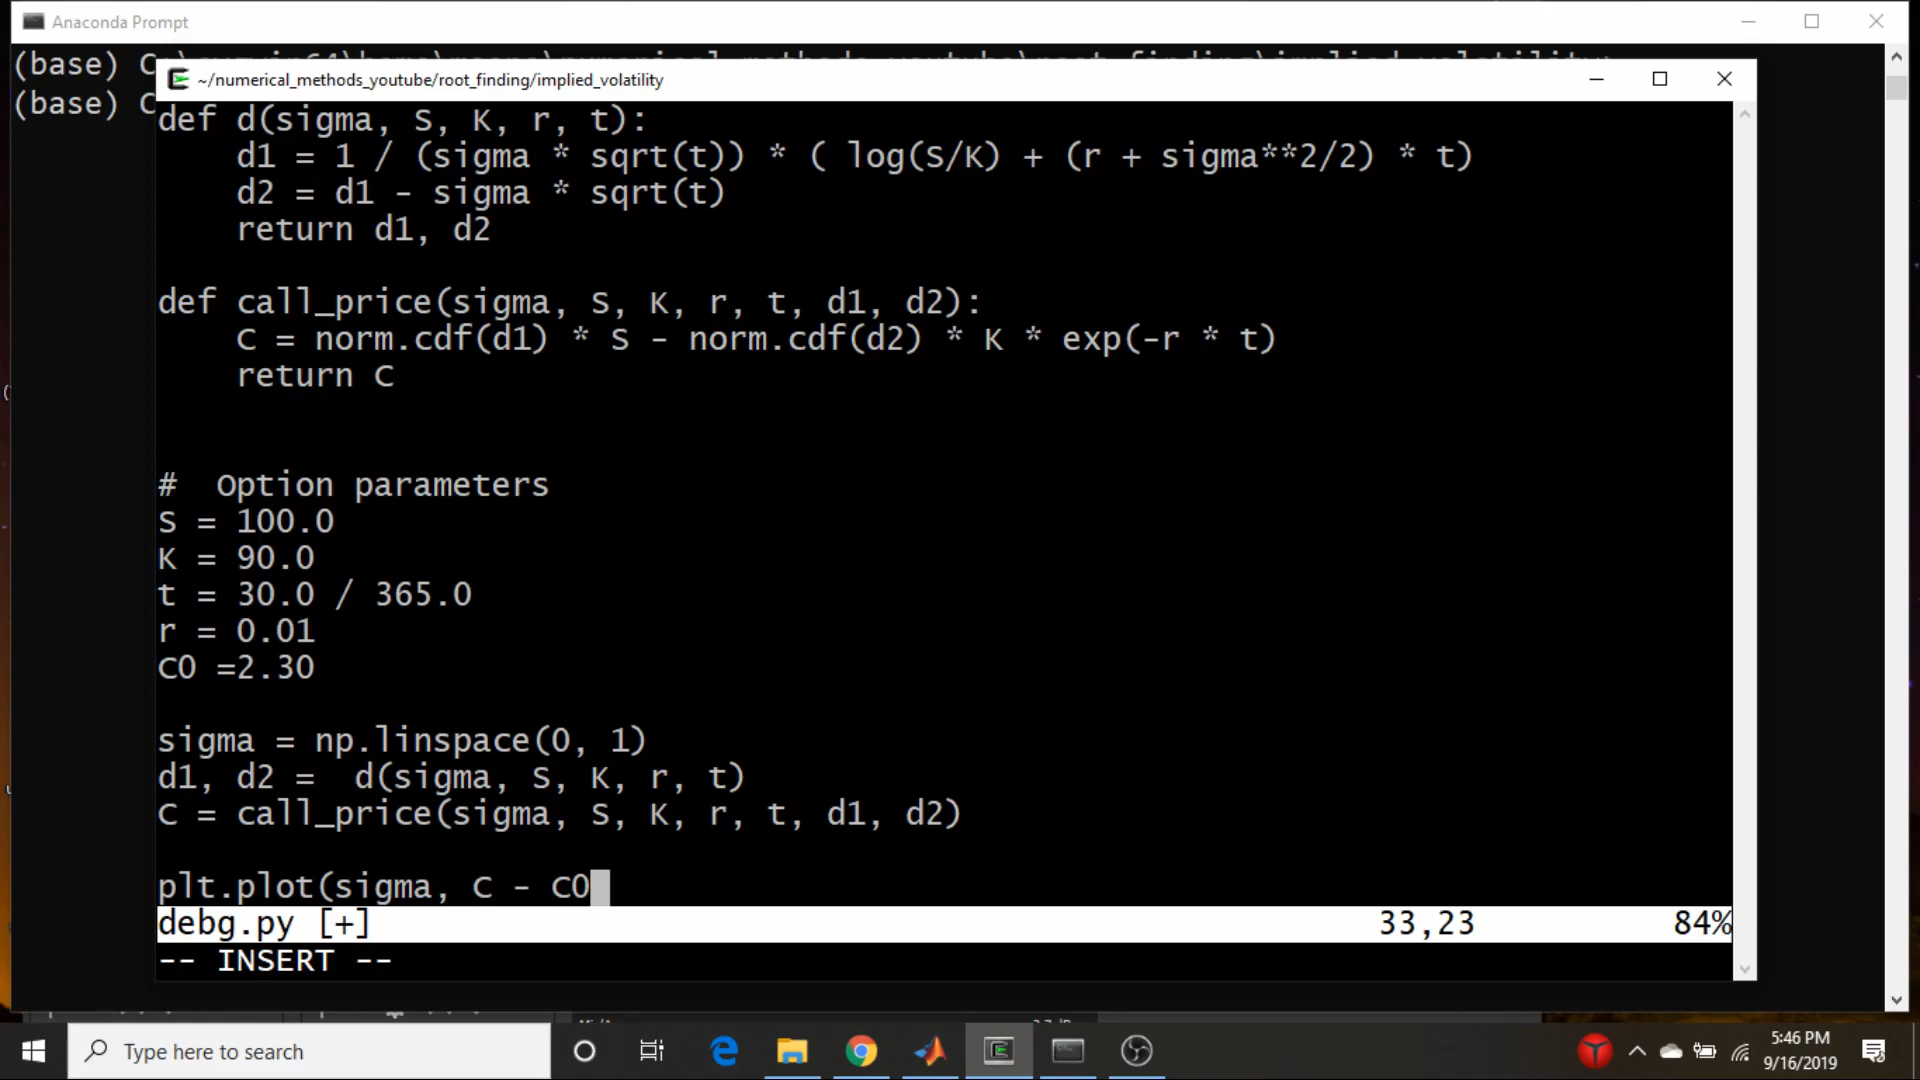 Anaconda Prompt
(base) C
~/numerical_methods_youtube/root_finding/implied_volatility
(base) C
def d(sigma, S, K, r, t):
    d1 = 1 / (sigma * sqrt(t)) * ( log(S/K) + (r + sigma**2/2) * t)
    d2 = d1 - sigma * sqrt(t)
    return d1, d2
def call_price(sigma, S, K, r, t, d1, d2):
    C = norm.cdf(d1) * S - norm.cdf(d2) * K * exp(-r * t)
    return C
#  Option parameters
S = 100.0
K = 90.0
t = 30.0 / 365.0
r = 0.01
C0 =2.30
sigma = np.linspace(0, 1)
d1, d2 =  d(sigma, S, K, r, t)
C = call_price(sigma, S, K, r, t, d1, d2)
plt.plot(sigma, C - C0
debg.py [+] 33,23 84%
-- INSERT --
Type here to search
5:46 PM
9/16/2019